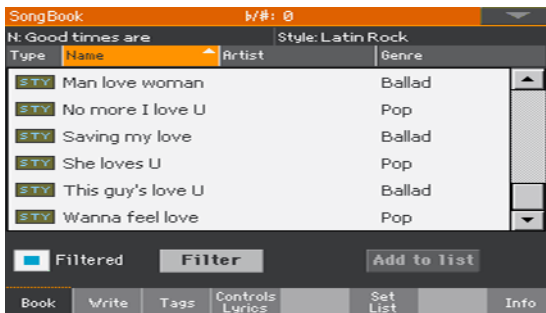 SongBook ♭/#: 0
N: Good times are Style: Latin Rock
Type Name Artist Genre
STY Man love woman Ballad
STY No more I love U Pop
STY Saving my love Ballad
STY She loves U Pop
STY This guy's love U Ballad
STY Wanna feel love Pop
Filtered Filter Add to list
Book Write Tags Controls Lyrics Set List Info